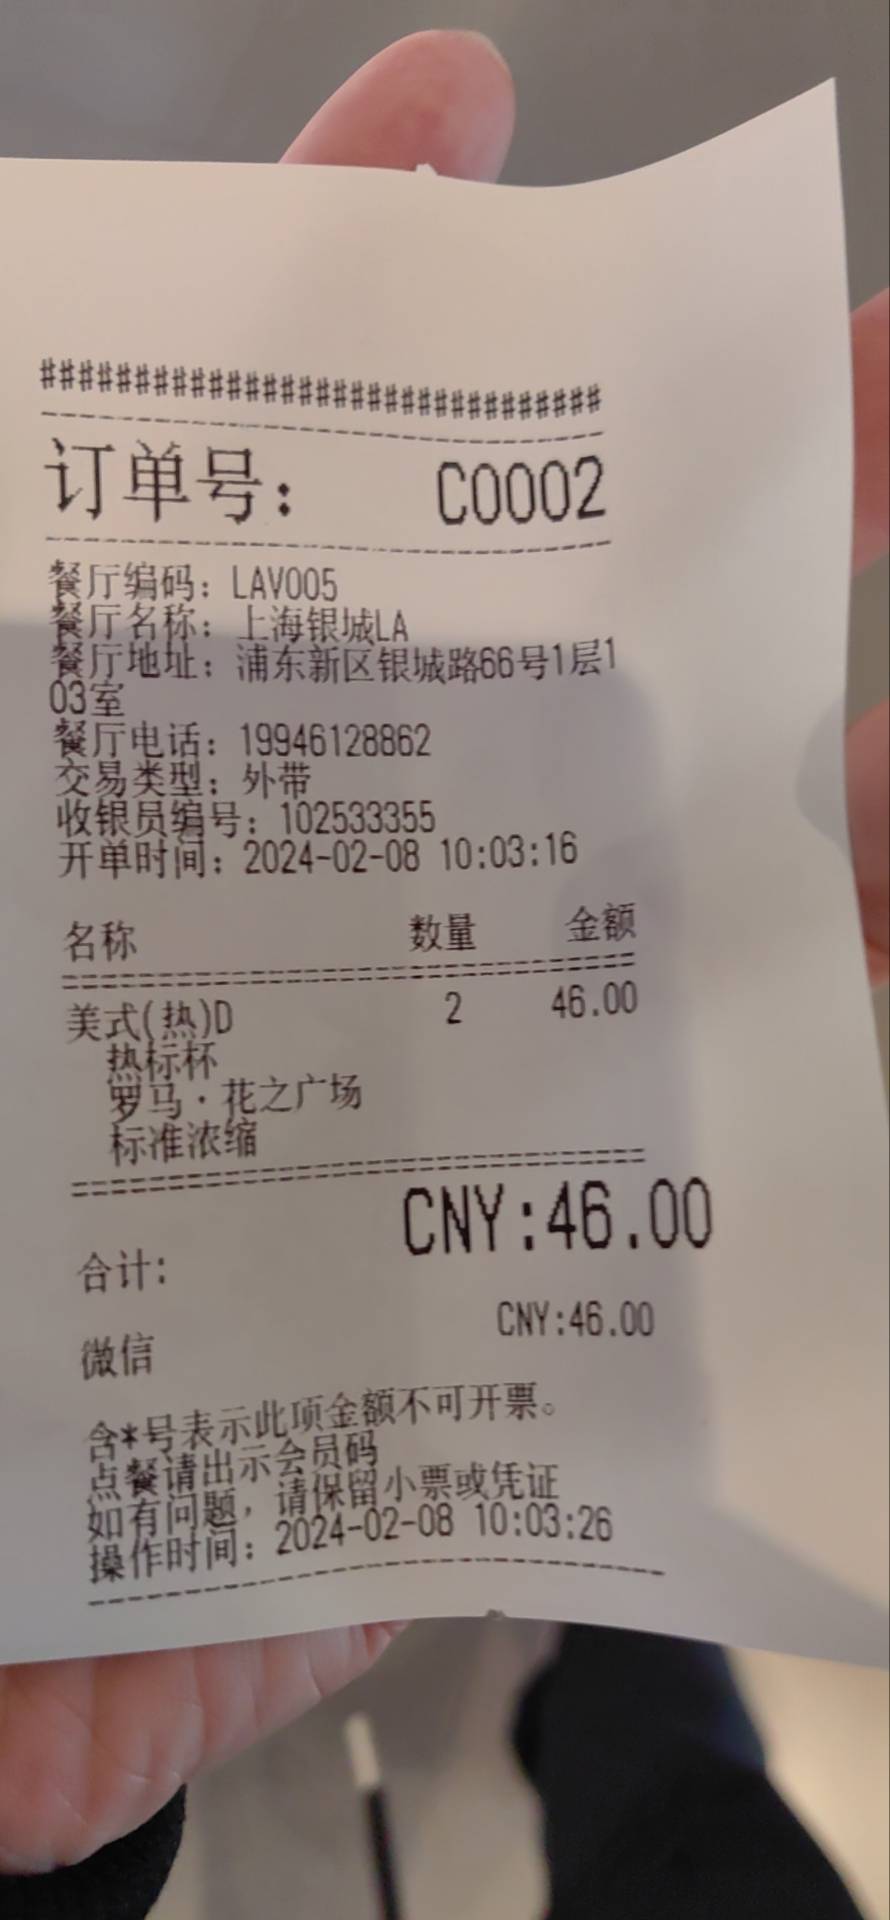 ###############################
订单号： C0002
餐厅编码：LAV005
餐厅名称：上海银城LA
餐厅地址：浦东新区银城路66号1层1
03室
餐厅电话：19946128862
交易类型：外带
收银员编号：102533355
开单时间：2024-02-08 10:03:16
名称 数量 金额
美式(热)D 2 46.00
热标杯
罗马·花之广场
标准浓缩
CNY:46.00
合计:
CNY:46.00
微信
含*号表示此项金额不可开票。
点餐请出示会员码
如有问题，请保留小票或凭证
操作时间：2024-02-08 10:03:26